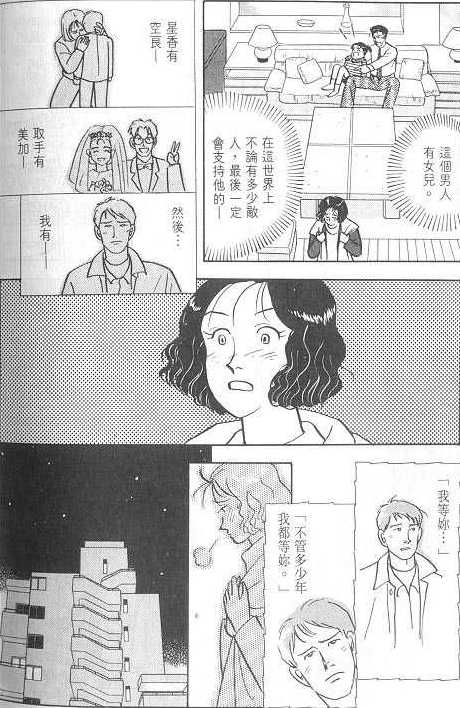 這個男人
有女兒。
在這世界上
不論有多少敵
人，最後一定
會支持他的—
星香有
空良—
取手有
美加—
然後…
我有—
「我等妳…」
「不管多少年
我都等妳。」